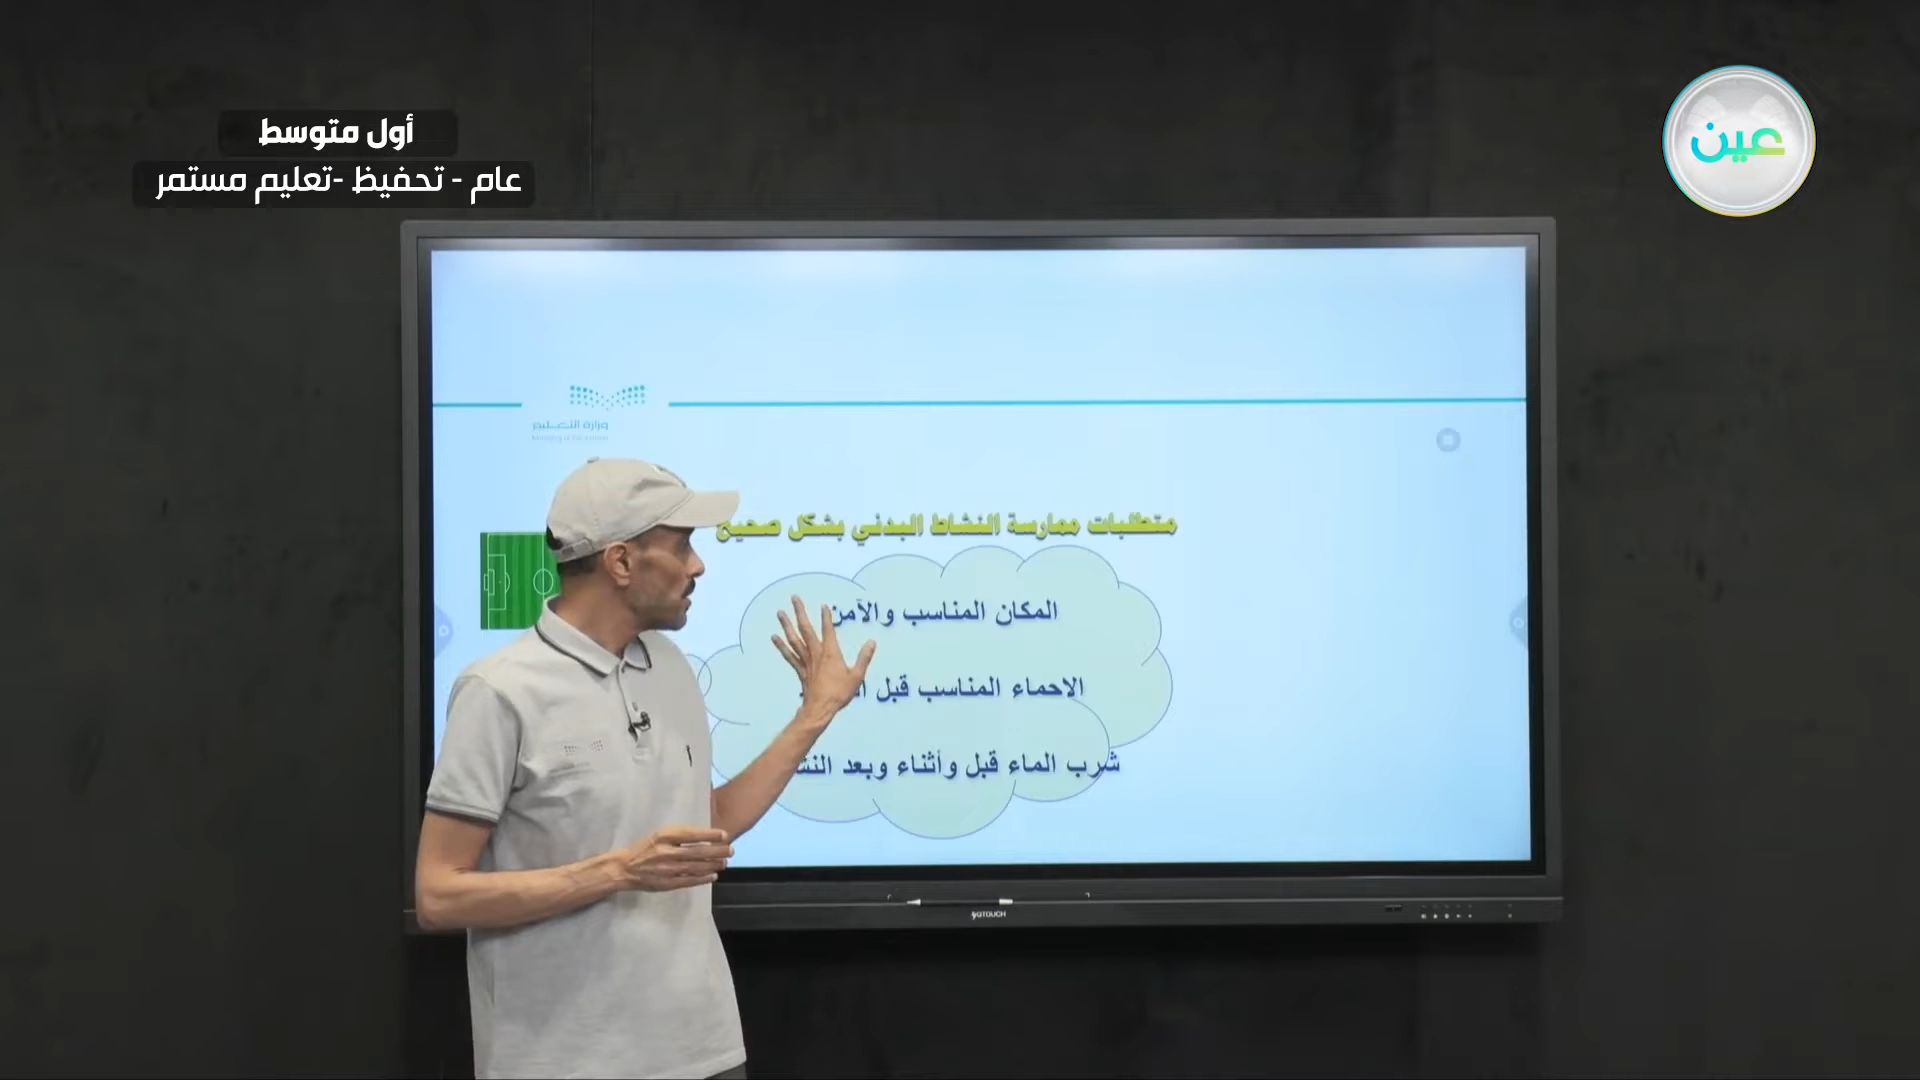 أول متوسط
عام - تحفيظ -تعليم مستمر
عين
وزارة التعليم
متطلبات ممارسة النشاط البدني بشكل صحيح
المكان المناسب والآمن
الاحماء المناسب قبل
شرب الماء قبل وأثناء وبعد
QTOUCH